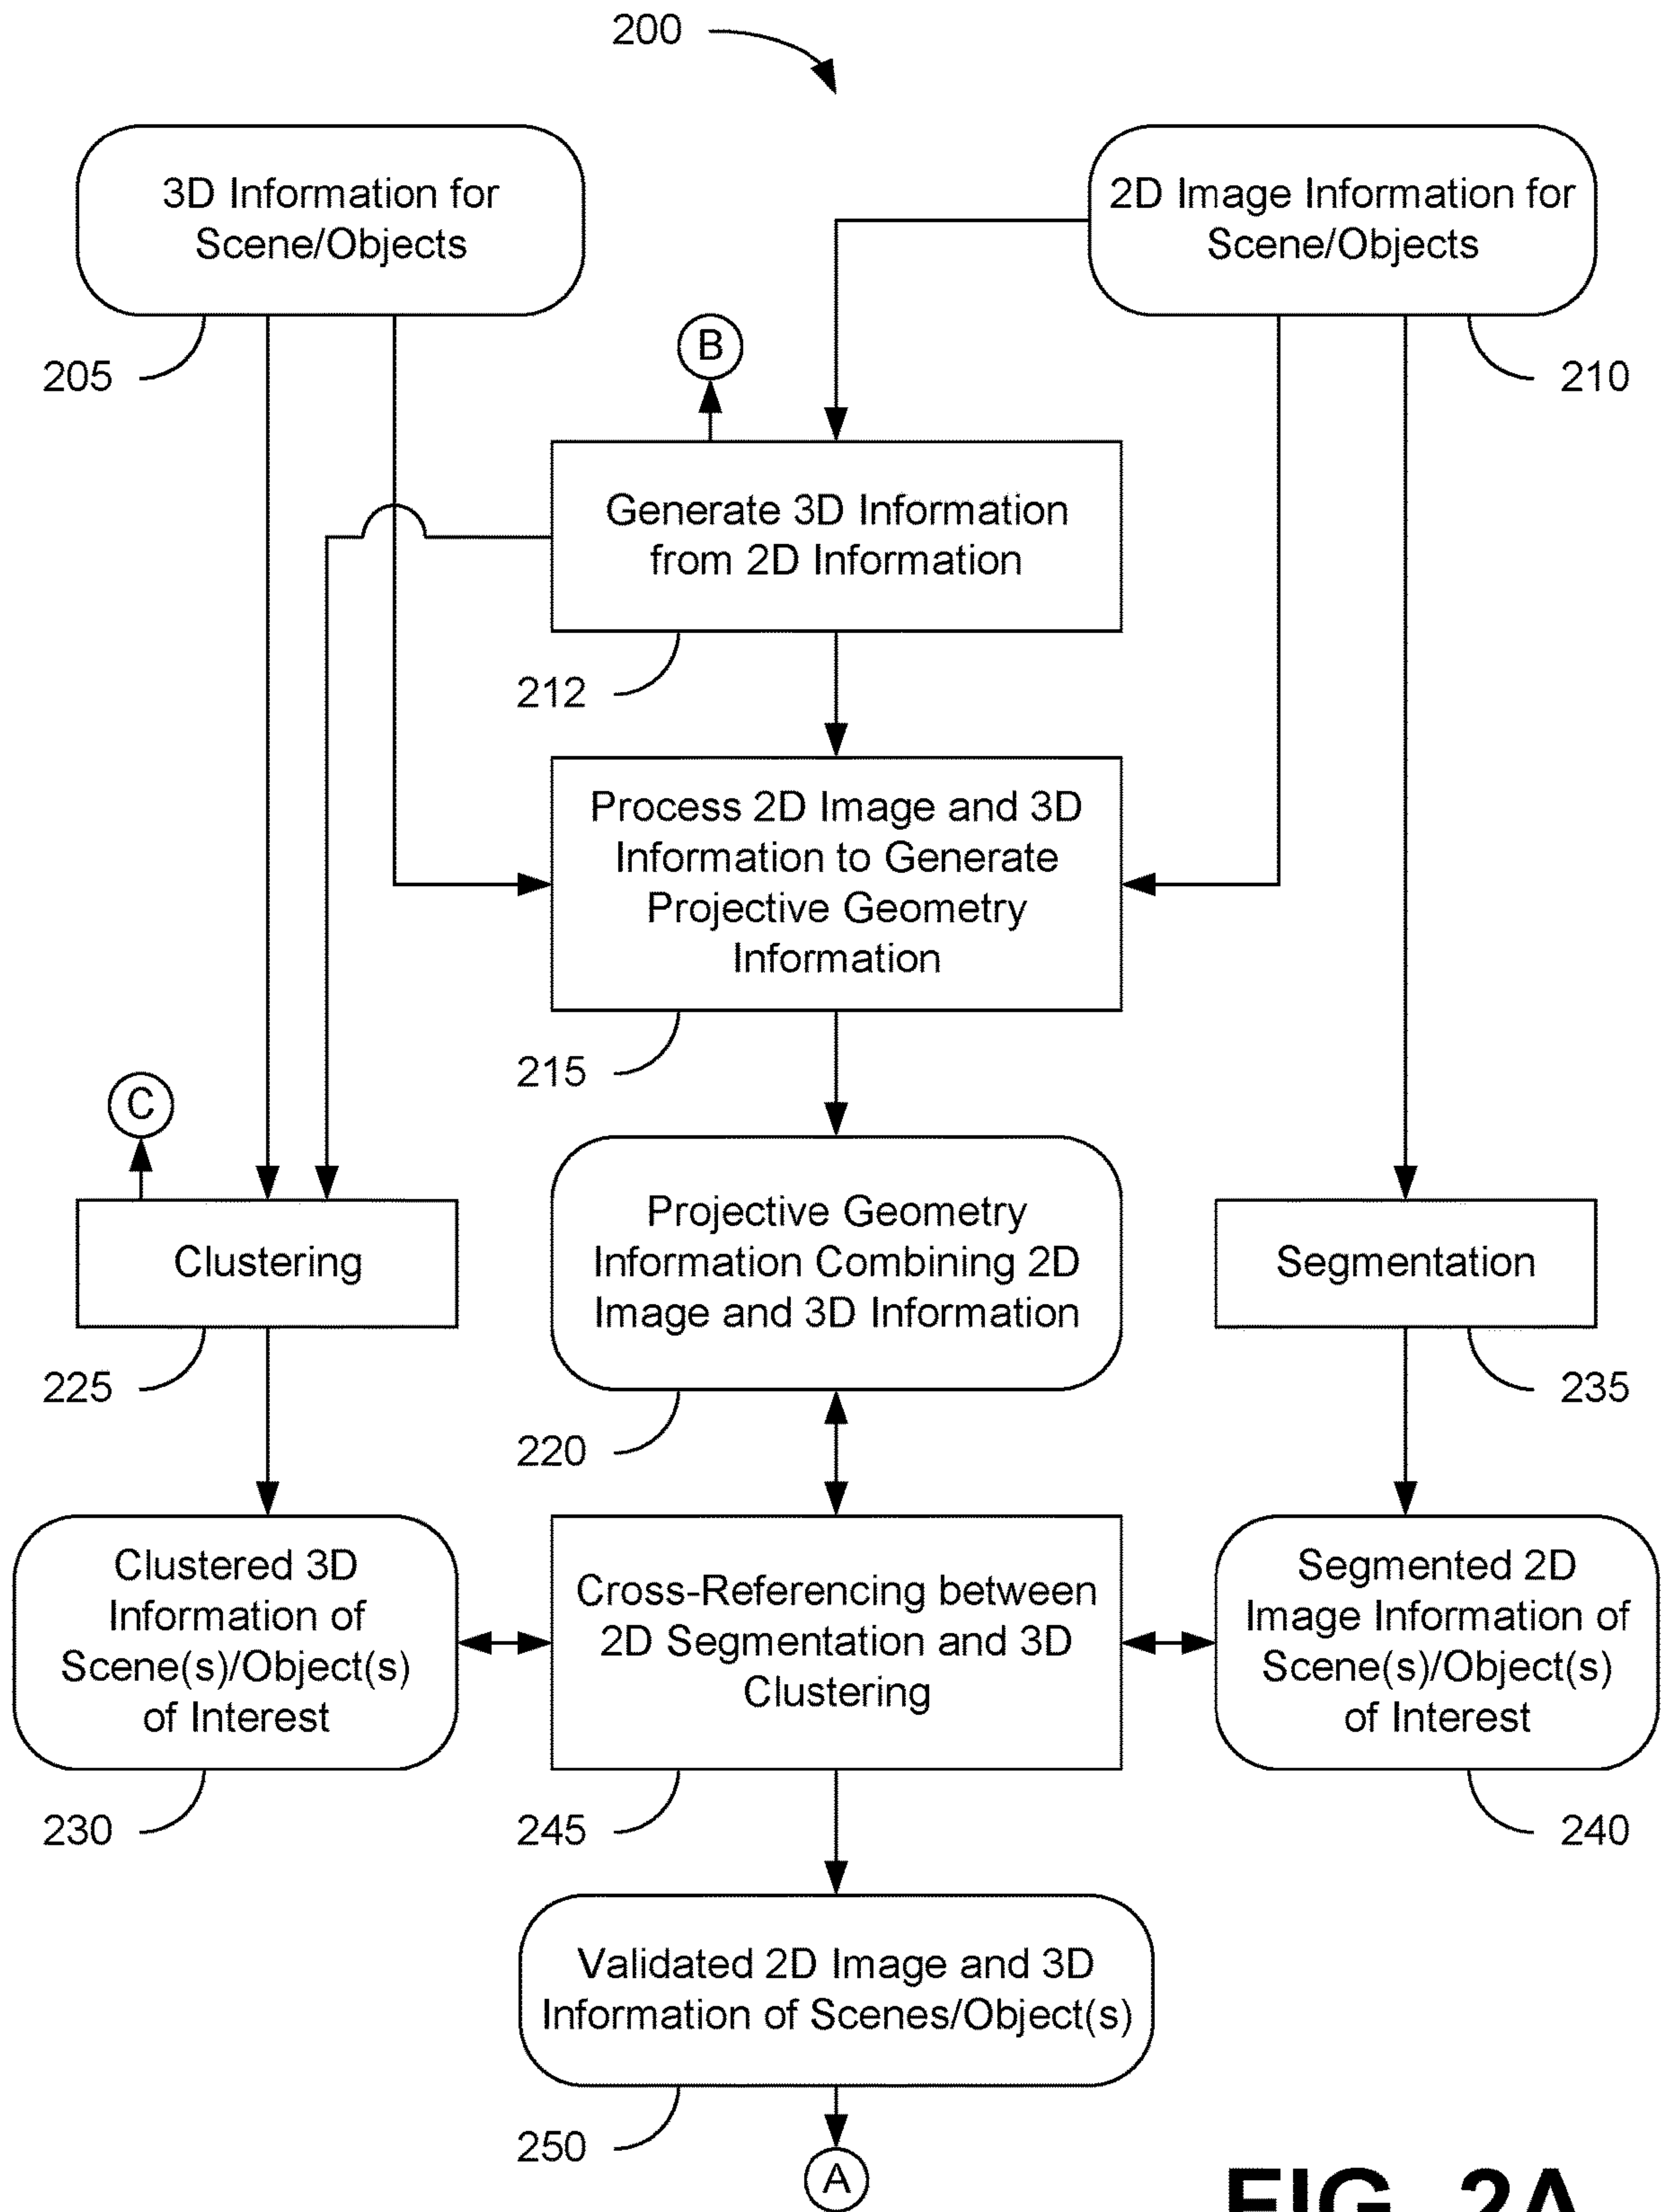 200
3D Information for
Scene/Objects
2D Image Information for
Scene/Objects
205
B
210
Generate 3D Information
from 2D Information
212
Process 2D Image and 3D
Information to Generate
Projective Geometry
Information
215
C
Clustering
Projective Geometry
Information Combining 2D
Image and 3D Information
Segmentation
225
220
235
Clustered 3D
Information of
Scene(s)/Object(s)
of Interest
Cross-Referencing between
2D Segmentation and 3D
Clustering
Segmented 2D
Image Information of
Scene(s)/Object(s)
of Interest
230
245
240
Validated 2D Image and 3D
Information of Scenes/Object(s)
250
A
FIG. 2A